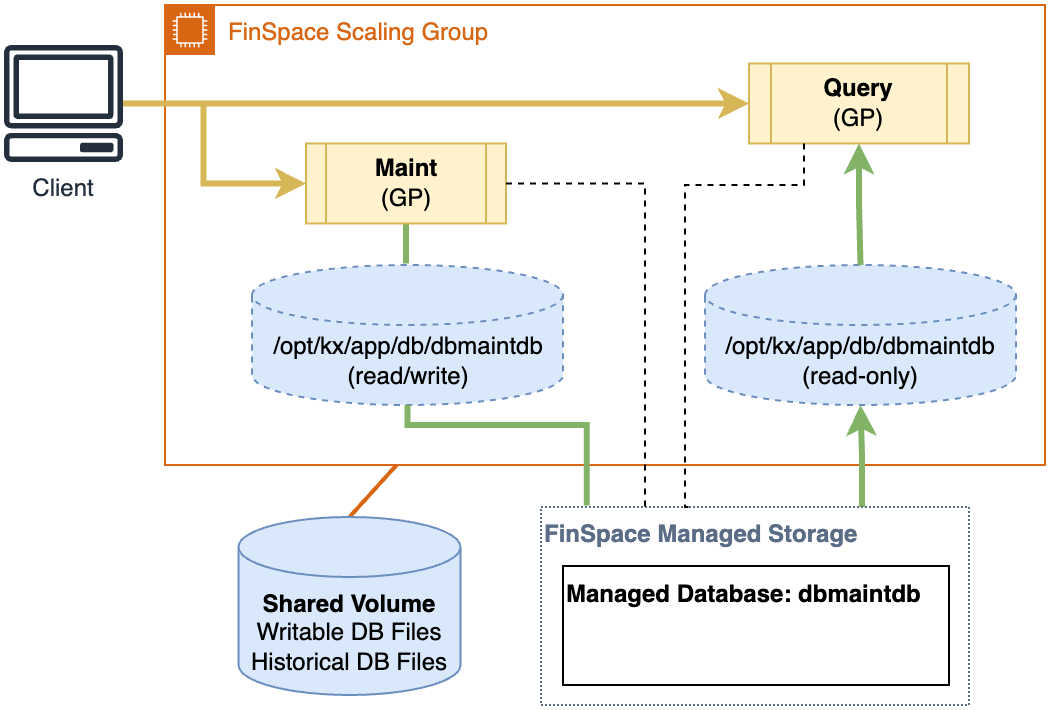 FinSpace Scaling Group
Client
Query
(GP)
Maint
(GP)
/opt/kx/app/db/dbmaintdb
(read/write)
/opt/kx/app/db/dbmaintdb
(read-only)
Shared Volume
Writable DB Files
Historical DB Files
FinSpace Managed Storage
Managed Database: dbmaintdb